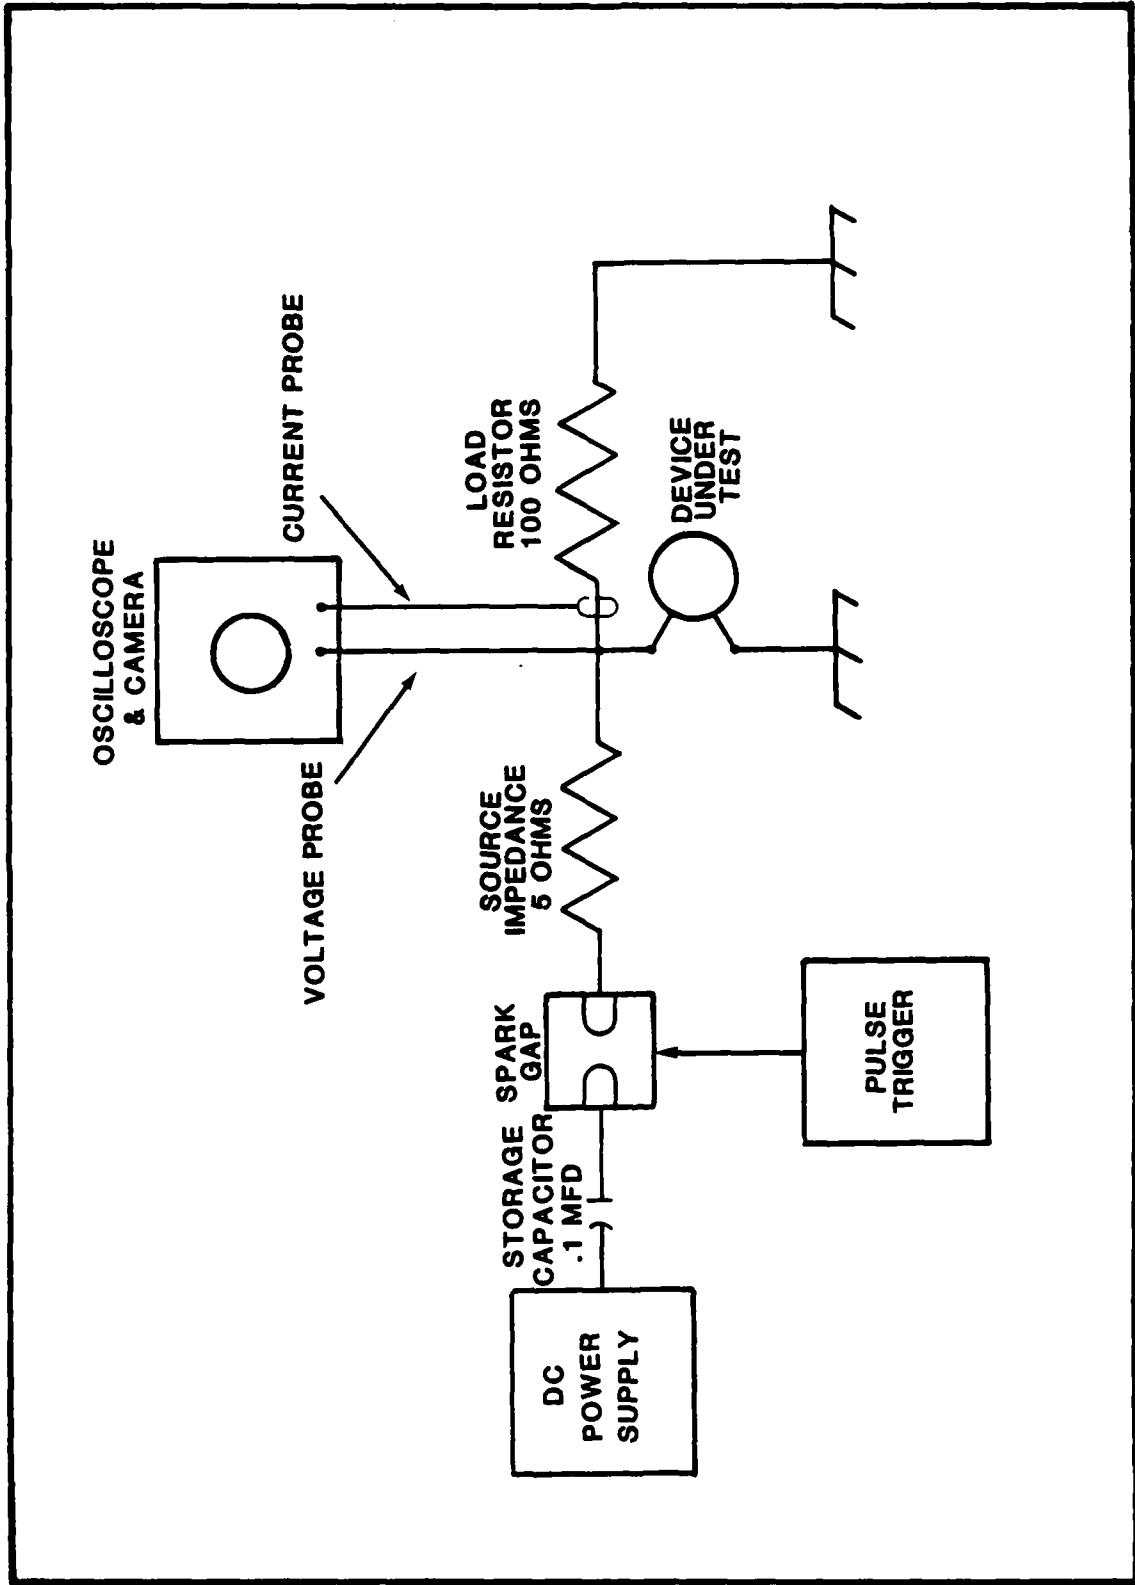 OSCILLOSCOPE
& CAMERA
VOLTAGE PROBE
CURRENT PROBE
STORAGE
CAPACITOR
.1 MFD
SPARK
GAP
SOURCE
IMPEDANCE
5 OHMS
LOAD
RESISTOR
100 OHMS
DC
POWER
SUPPLY
PULSE
TRIGGER
DEVICE
UNDER
TEST